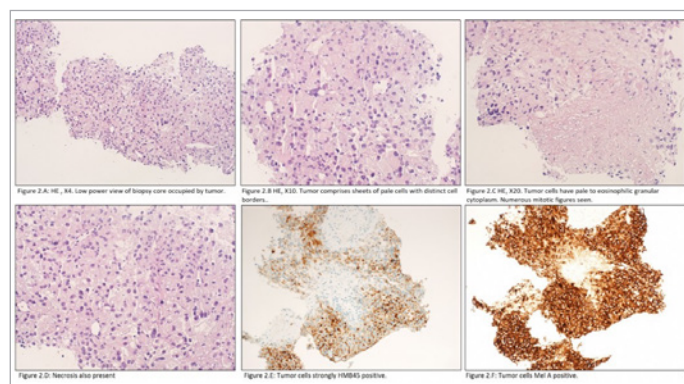 Figure 2.A: HE , X4. Low power view of biopsy core occupied by tumor.
Figure 2.B HE, X10. Tumor comprises sheets of pale cells with distinct cell
borders..
Figure 2.C HE, X20. Tumor cells have pale to eosinophilic granular
cytoplasm. Numerous mitotic figures seen.
Figure 2.D: Necrosis also present
Figure 2.E: Tumor cells strongly HMB45 positive.
Figure 2.F: Tumor cells Mel A positive.